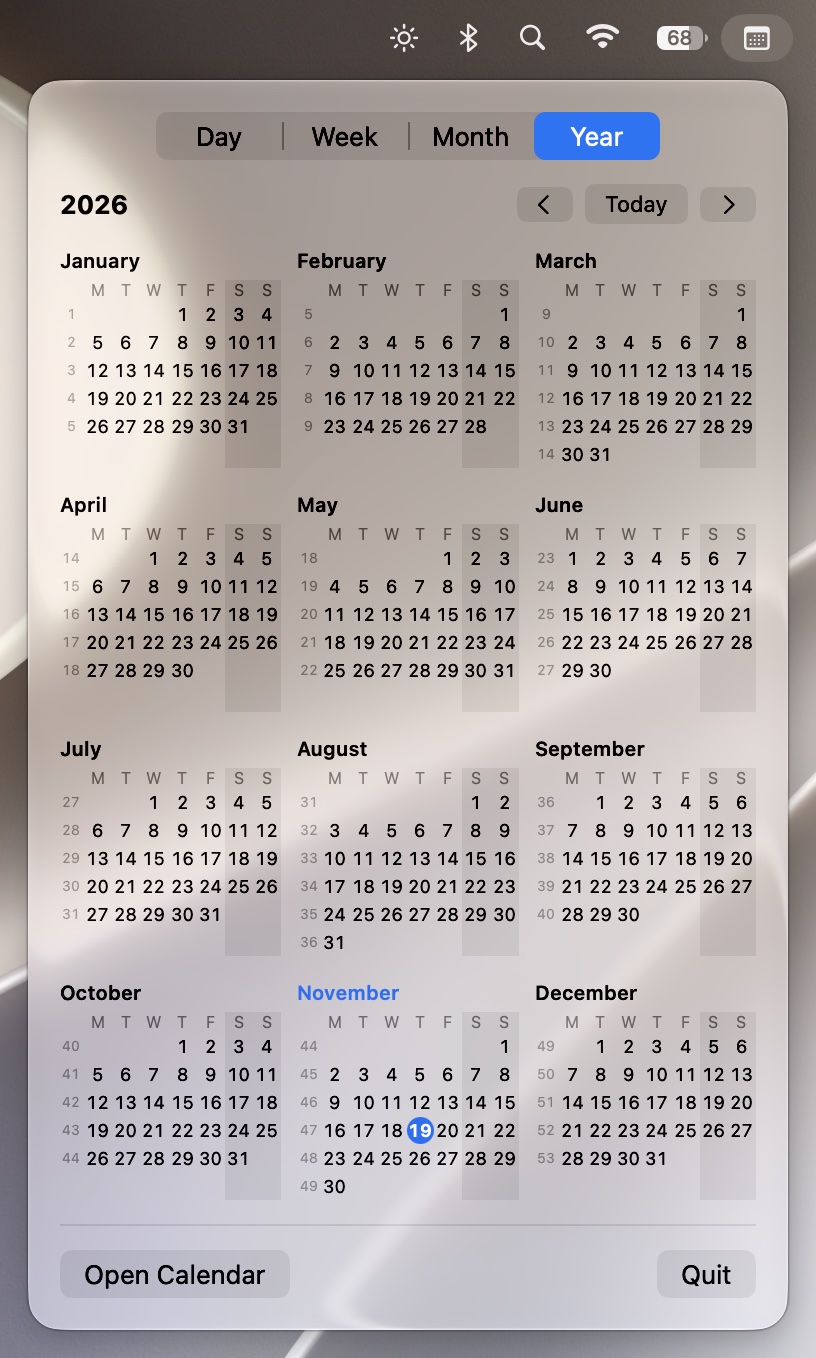 68
Day Week Month Year
2026 Today
January February March
M T W T F S S M T W T F S S M T W T F S S
1 1 2 3 4 5 1 9 1
2 5 6 7 8 9 10 11 6 2 3 4 5 6 7 8 10 2 3 4 5 6 7 8
3 12 13 14 15 16 17 18 7 9 10 11 12 13 14 15 11 9 10 11 12 13 14 15
4 19 20 21 22 23 24 25 8 16 17 18 19 20 21 22 12 16 17 18 19 20 21 22
5 26 27 28 29 30 31 9 23 24 25 26 27 28 13 23 24 25 26 27 28 29
14 30 31
April May June
M T W T F S S M T W T F S S M T W T F S S
14 1 2 3 4 5 18 1 2 3 23 1 2 3 4 5 6 7
15 6 7 8 9 10 11 12 19 4 5 6 7 8 9 10 24 8 9 10 11 12 13 14
16 13 14 15 16 17 18 19 20 11 12 13 14 15 16 17 25 15 16 17 18 19 20 21
17 20 21 22 23 24 25 26 21 18 19 20 21 22 23 24 26 22 23 24 25 26 27 28
18 27 28 29 30 22 25 26 27 28 29 30 31 27 29 30
July August September
M T W T F S S M T W T F S S M T W T F S S
27 1 2 3 4 5 31 1 2 36 1 2 3 4 5 6
28 6 7 8 9 10 11 12 32 3 4 5 6 7 8 9 37 7 8 9 10 11 12 13
29 13 14 15 16 17 18 19 33 10 11 12 13 14 15 16 38 14 15 16 17 18 19 20
30 20 21 22 23 24 25 26 34 17 18 19 20 21 22 23 39 21 22 23 24 25 26 27
31 27 28 29 30 31 35 24 25 26 27 28 29 30 40 28 29 30
36 31
October November December
M T W T F S S M T W T F S S M T W T F S S
40 1 2 3 4 44 1 49 1 2 3 4 5 6
41 5 6 7 8 9 10 11 45 2 3 4 5 6 7 8 50 7 8 9 10 11 12 13
42 12 13 14 15 16 17 18 46 9 10 11 12 13 14 15 51 14 15 16 17 18 19 20
43 19 20 21 22 23 24 25 47 16 17 18 19 20 21 22 52 21 22 23 24 25 26 27
44 26 27 28 29 30 31 48 23 24 25 26 27 28 29 53 28 29 30 31
49 30
Open Calendar Quit